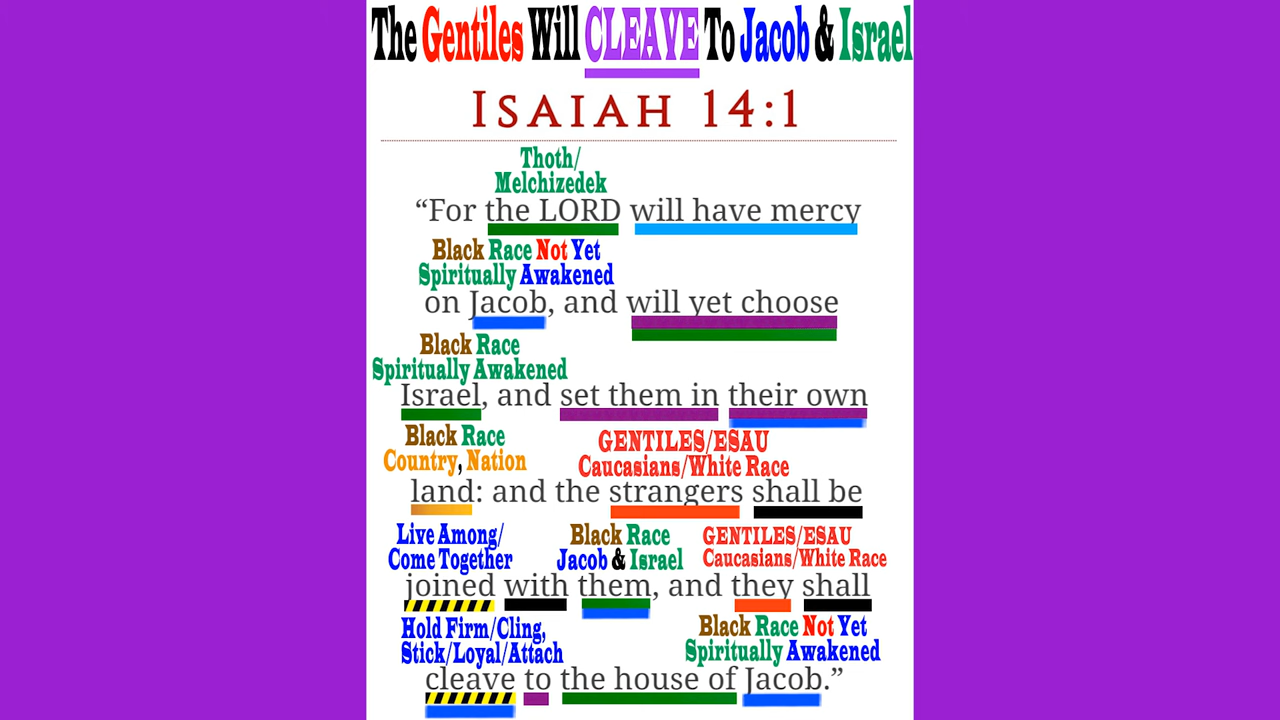 The Gentiles Will CLEAVE To Jacob & Israel
ISAIAH 14:1
Thoth/
Melchizedek
“For the LORD will have mercy
Black Race Not Yet
Spiritually Awakened
on Jacob, and will yet choose
Black Race
Spiritually Awakened
Israel, and set them in their own
Black Race
Country, Nation
GENTILES/ESAU
Caucasians/White Race
land: and the strangers shall be
Live Among/
Come Together
Black Race
Jacob & Israel
GENTILES/ESAU
Caucasians/White Race
joined with them, and they shall
Hold Firm/Cling,
Stick/Loyal/Attach
Black Race Not Yet
Spiritually Awakened
cleave to the house of Jacob.”